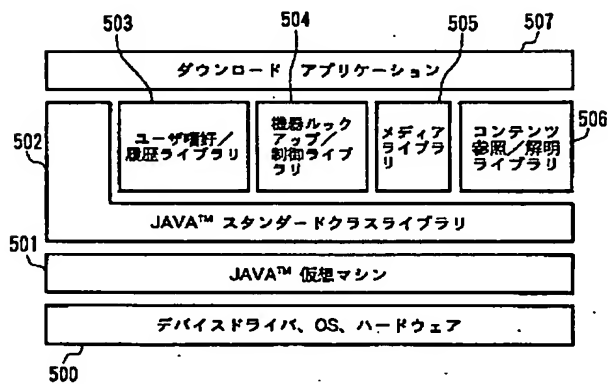 503
504
505
507
ダウンロード アプリケーション
502
ユーザ嗜好/
履歴ライブラリ
機器ルック
アップ/
制御ライブ
ラリ
メディア
ライブラ
リ
コンテンツ
参照/解明
ライブラリ
506
JAVA™ スタンダードクラスライブラリ
501
JAVA™ 仮想マシン
デバイスドライバ、OS、ハードウェア
500